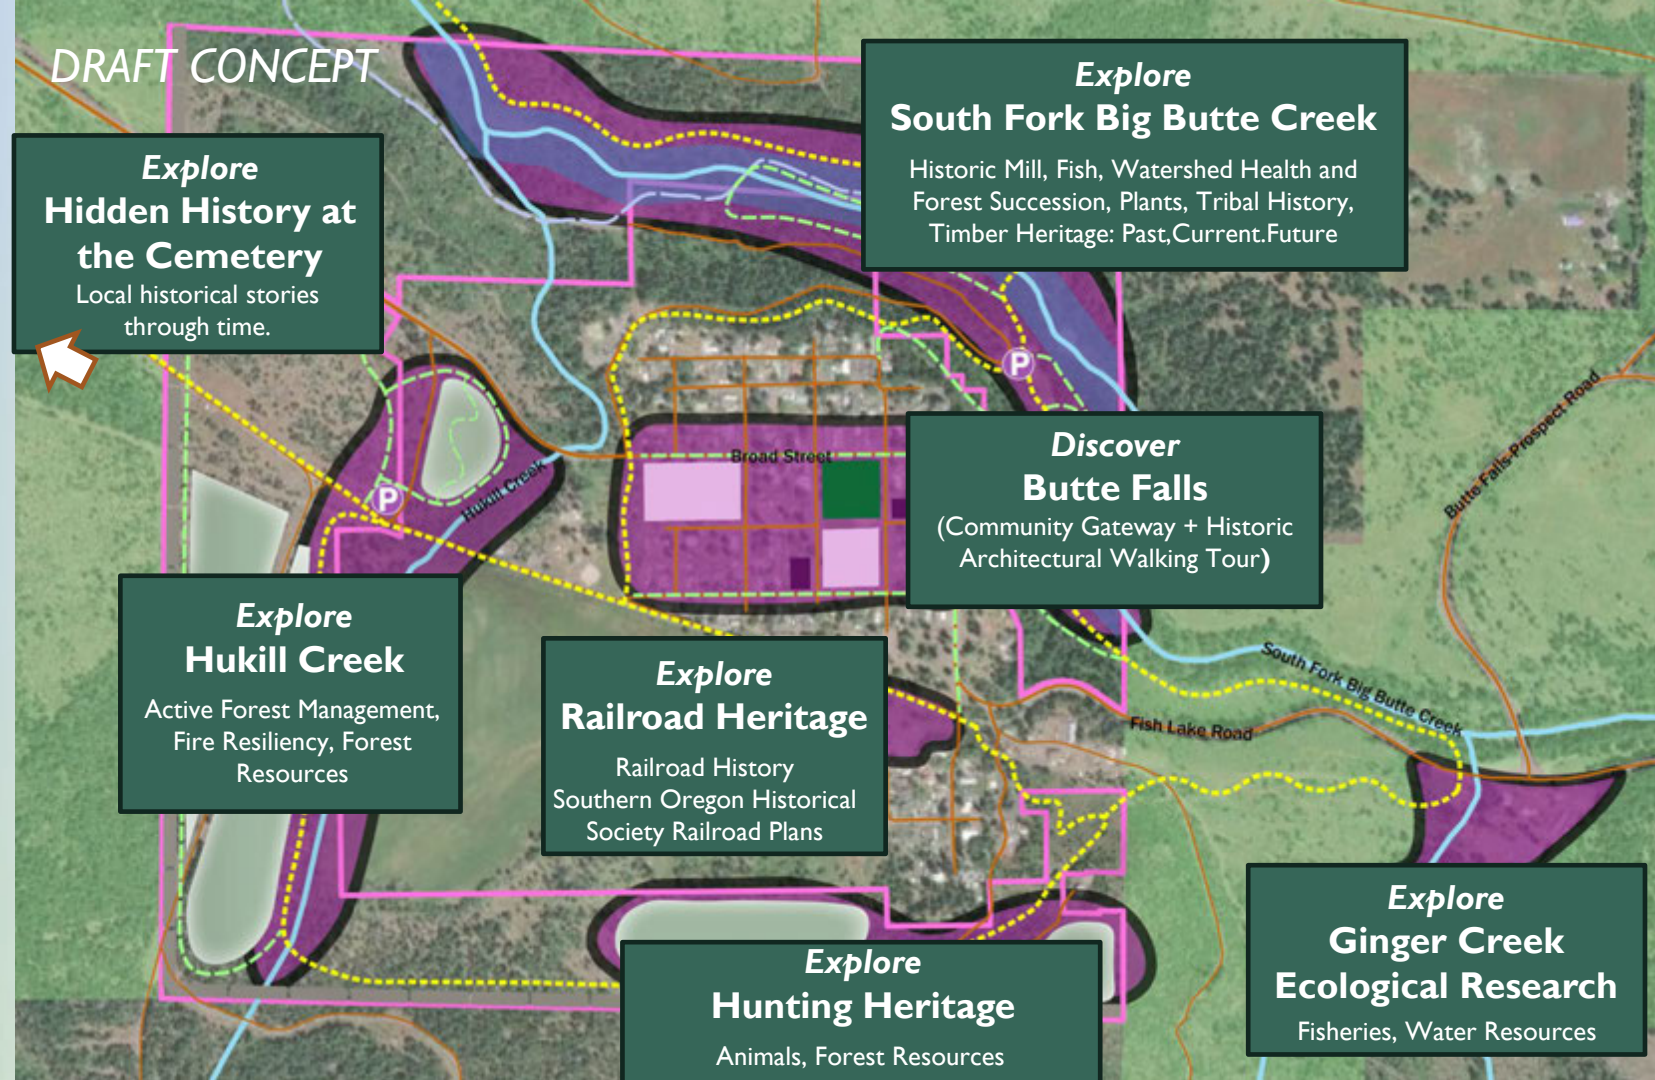 DRAFT CONCEPT
Explore
South Fork Big Butte Creek
Historic Mill, Fish, Watershed Health and
Forest Succession, Plants, Tribal History,
Timber Heritage: Past,Current.Future
Explore
Hidden History at
the Cemetery
Local historical stories
through time.
P
Butte Falls-Prospect Road
Broad Street
Discover
Butte Falls
(Community Gateway + Historic
Architectural Walking Tour)
P
Hukill Creek
Explore
Hukill Creek
Active Forest Management,
Fire Resiliency, Forest
Resources
Explore
Railroad Heritage
Railroad History
Southern Oregon Historical
Society Railroad Plans
South Fork Big Butte Creek
Fish Lake Road
Explore
Hunting Heritage
Animals, Forest Resources
Explore
Ginger Creek
Ecological Research
Fisheries, Water Resources